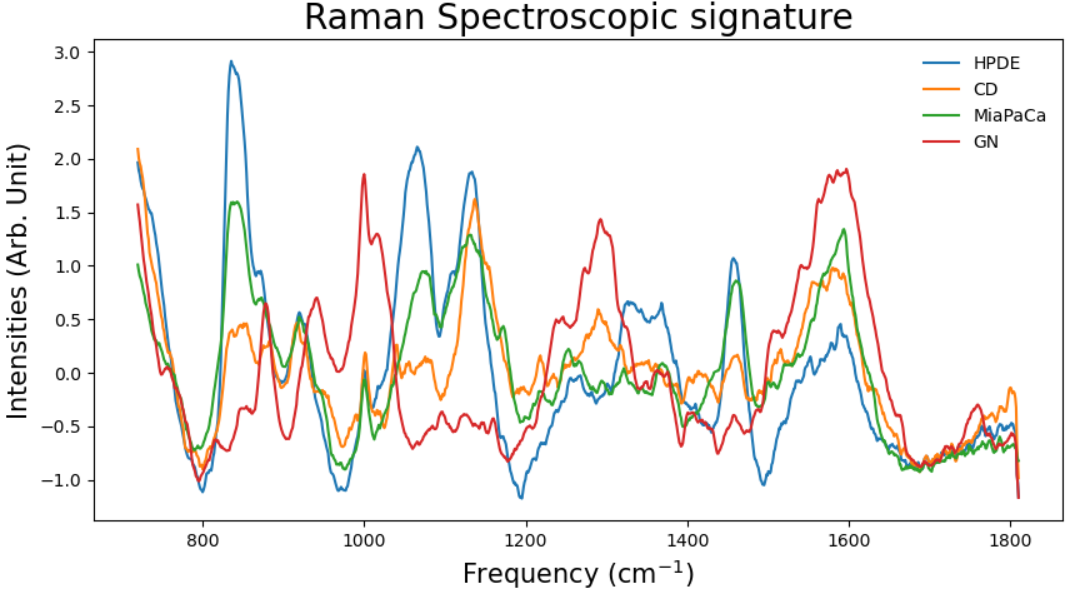 Raman Spectroscopic signature
3.0
2.5
2.0
1.5
1.0
0.5
0.0
−0.5
−1.0
Intensities (Arb. Unit)
HPDE
CD
MiaPaCa
GN
800 1000 1200 1400 1600 1800
Frequency (cm⁻¹)